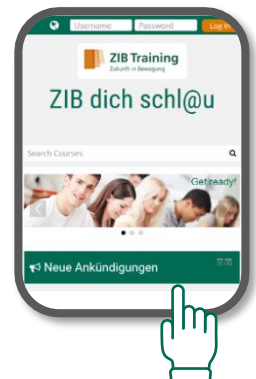 Username Password Log in
ZIB Training
Zukunft in Bewegung
ZIB dich schl@u
Search Courses
Get ready!
Neue Ankündigungen